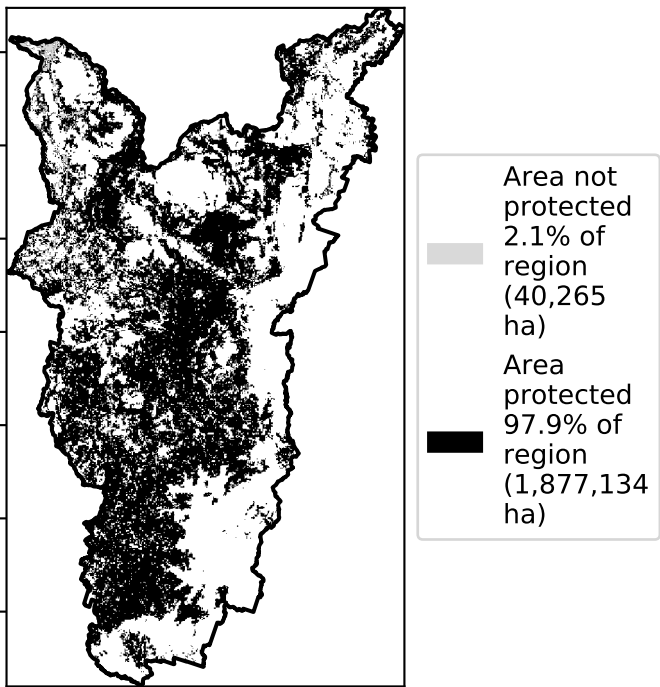 Area not
protected
2.1% of
region
(40,265
ha)
Area
protected
97.9% of
region
(1,877,134
ha)